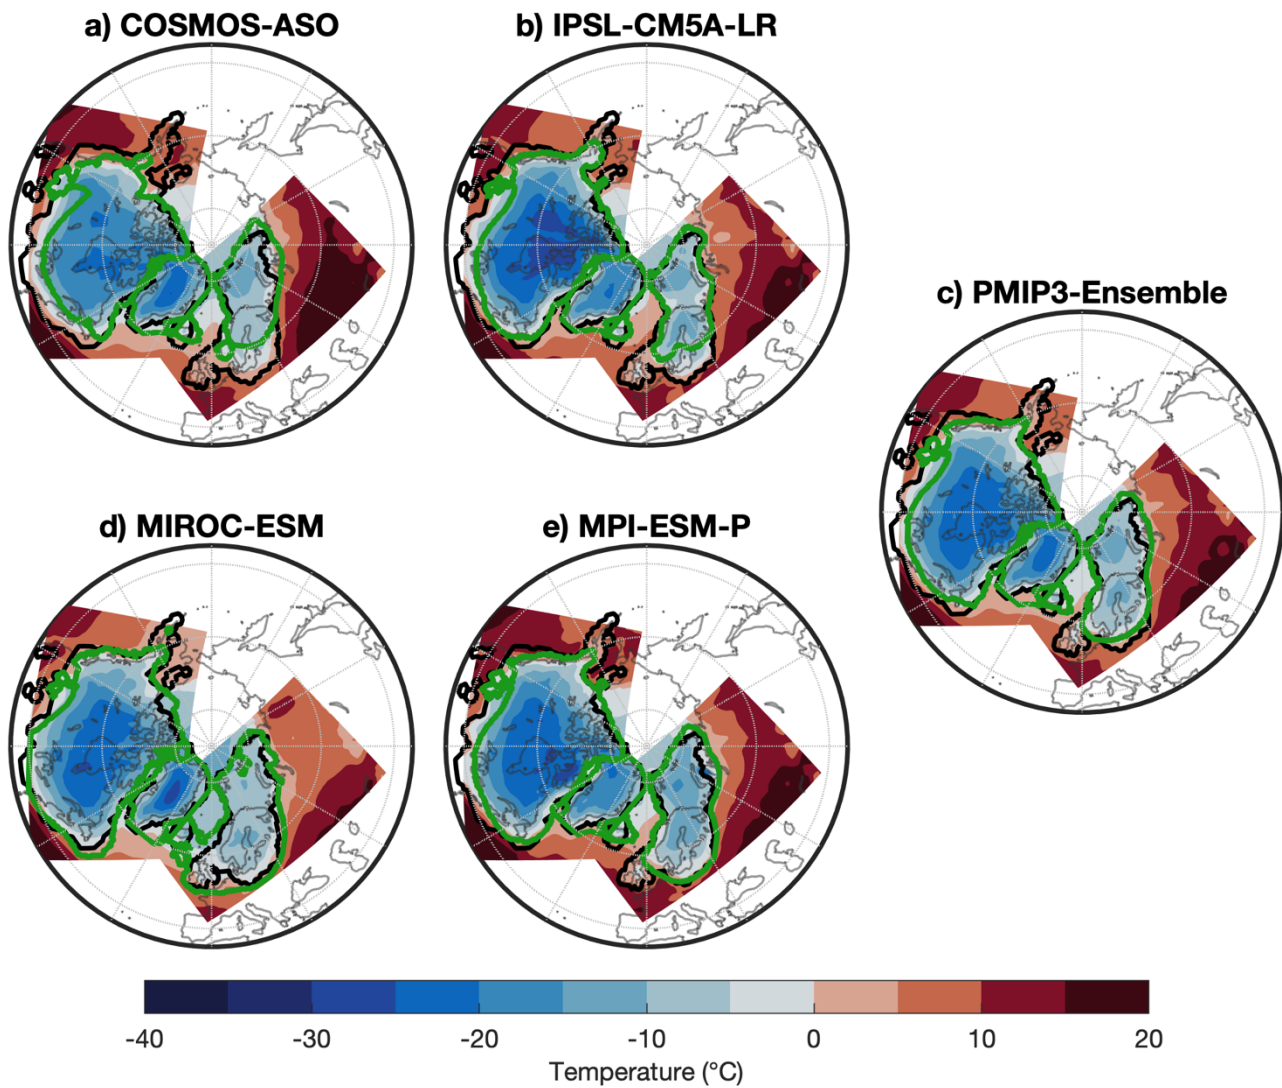 a) COSMOS-ASO
b) IPSL-CM5A-LR
c) PMIP3-Ensemble
d) MIROC-ESM
e) MPI-ESM-P
-40 -30 -20 -10 0 10 20
Temperature (°C)